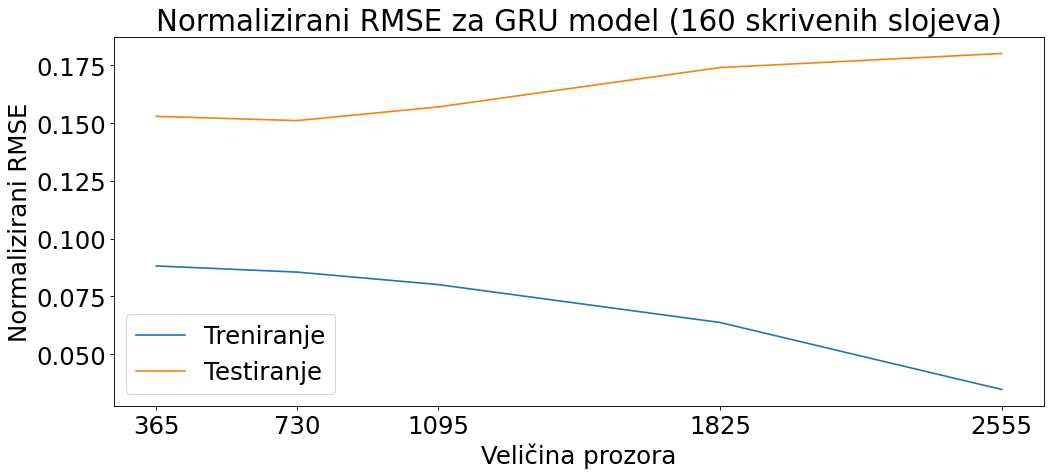 Normalizirani RMSE za GRU model (160 skrivenih slojeva)
Normalizirani RMSE
0.175
0.150
0.125
0.100
0.075
0.050
Treniranje
Testiranje
365 730 1095 1825 2555
Veličina prozora